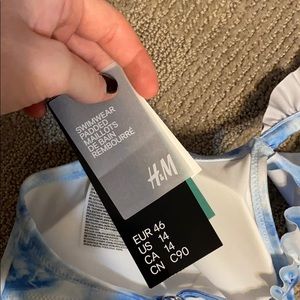 SWIMWEAR
PADDED
MAILLOTS
DE BAIN
REMBOURRÉ
H&M
EUR 46
US 14
CA 14
CN C90